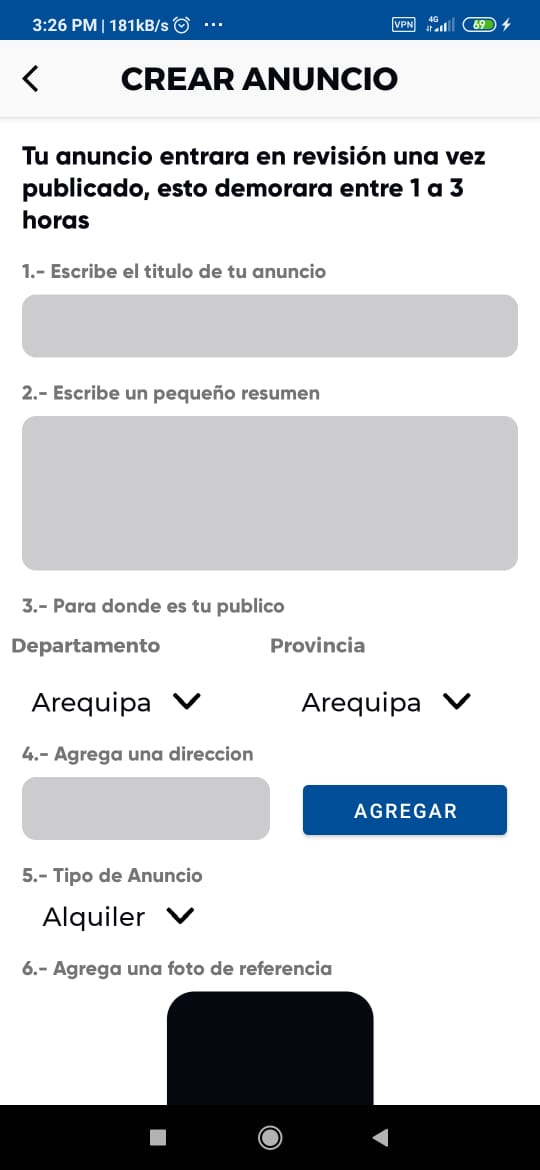 3:26 PM | 181kB/s ...
VPN 4G 69
CREAR ANUNCIO
Tu anuncio entrara en revisión una vez
publicado, esto demorara entre 1 a 3
horas
1.- Escribe el titulo de tu anuncio
2.- Escribe un pequeño resumen
3.- Para donde es tu publico
Departamento Provincia
Arequipa Arequipa
4.- Agrega una direccion
AGREGAR
5.- Tipo de Anuncio
Alquiler
6.- Agrega una foto de referencia